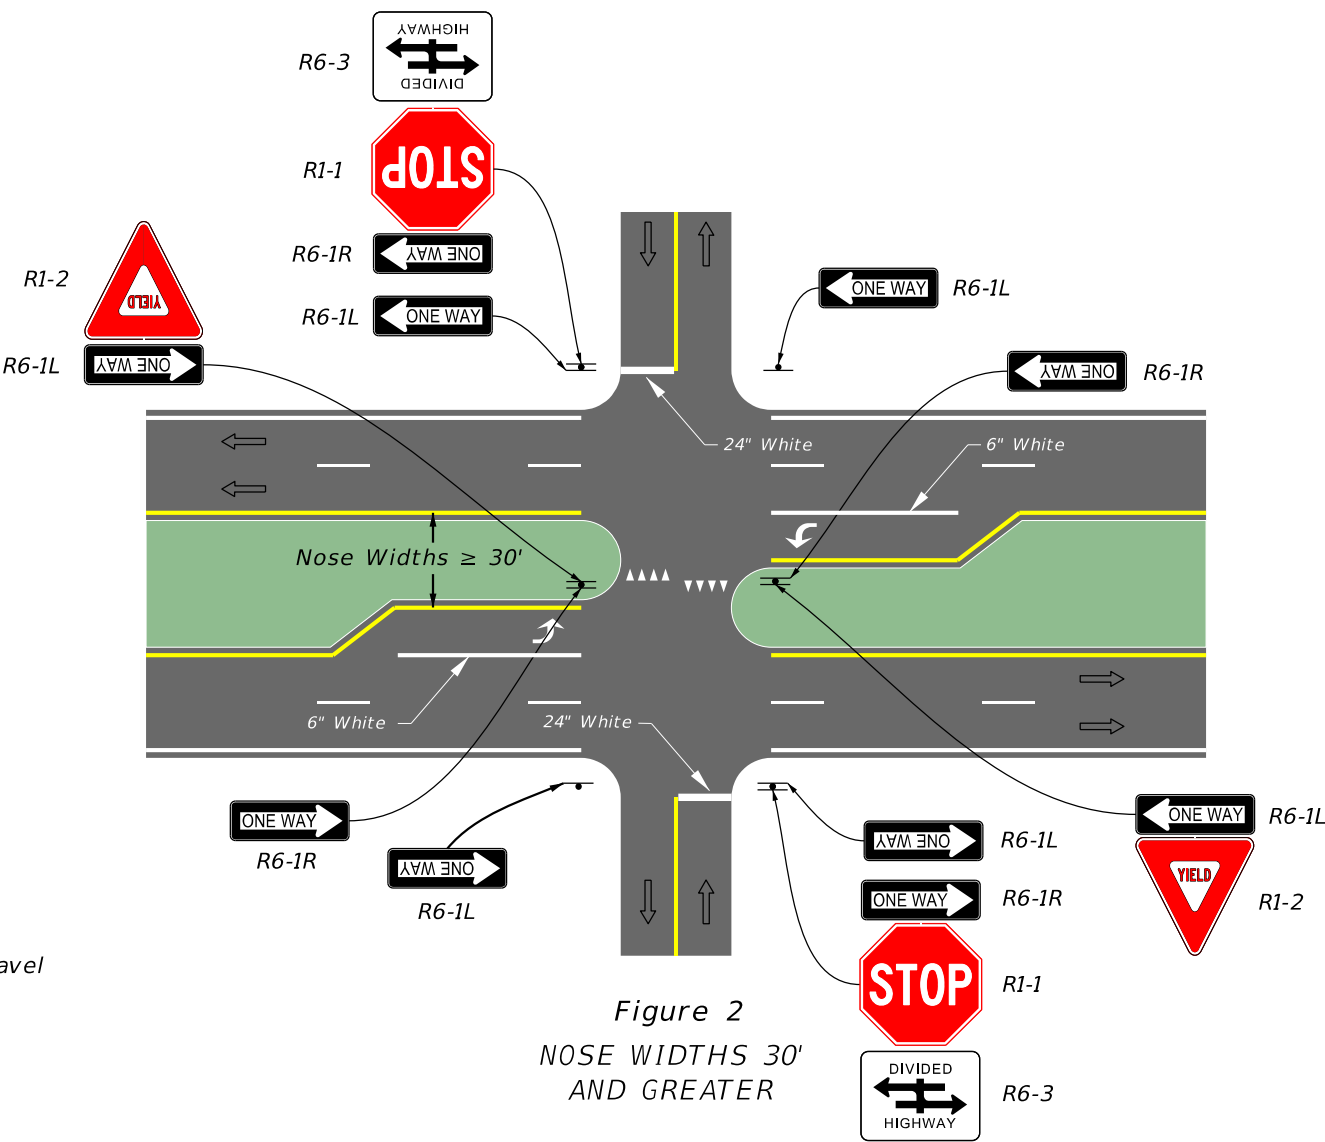 HIGHWAY
DIVIDED
R6-3
STOP
R1-1
ONE WAY
R6-1R
ONE WAY
R6-1L
YIELD
R1-2
ONE WAY
R6-1L
ONE WAY
R6-1L
ONE WAY
R6-1R
24" White
6" White
Nose Widths ≥ 30'
6" White
24" White
ONE WAY
R6-1R
ONE WAY
R6-1L
ONE WAY
R6-1L
ONE WAY
R6-1R
STOP
R1-1
DIVIDED
HIGHWAY
R6-3
ONE WAY
R6-1L
YIELD
R1-2
avel
Figure 2
NOSE WIDTHS 30'
AND GREATER